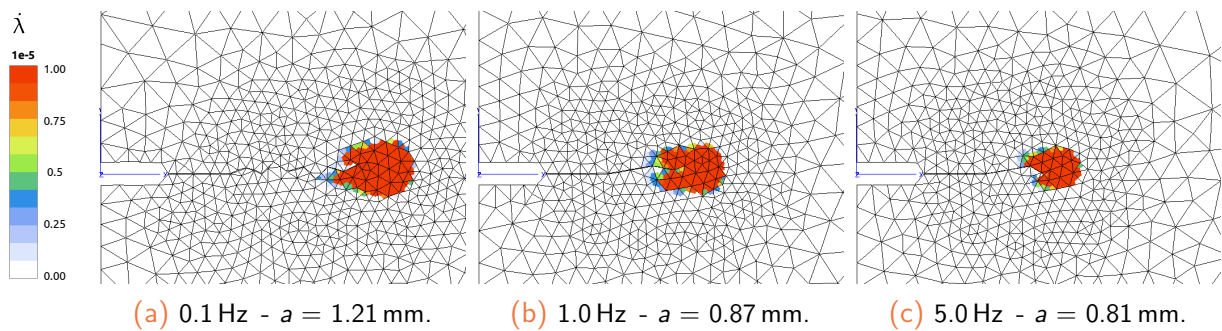 λ̇
1e-5
1.00
0.75
0.5
0.25
0.00
(a) 0.1 Hz - a = 1.21 mm.
(b) 1.0 Hz - a = 0.87 mm.
(c) 5.0 Hz - a = 0.81 mm.